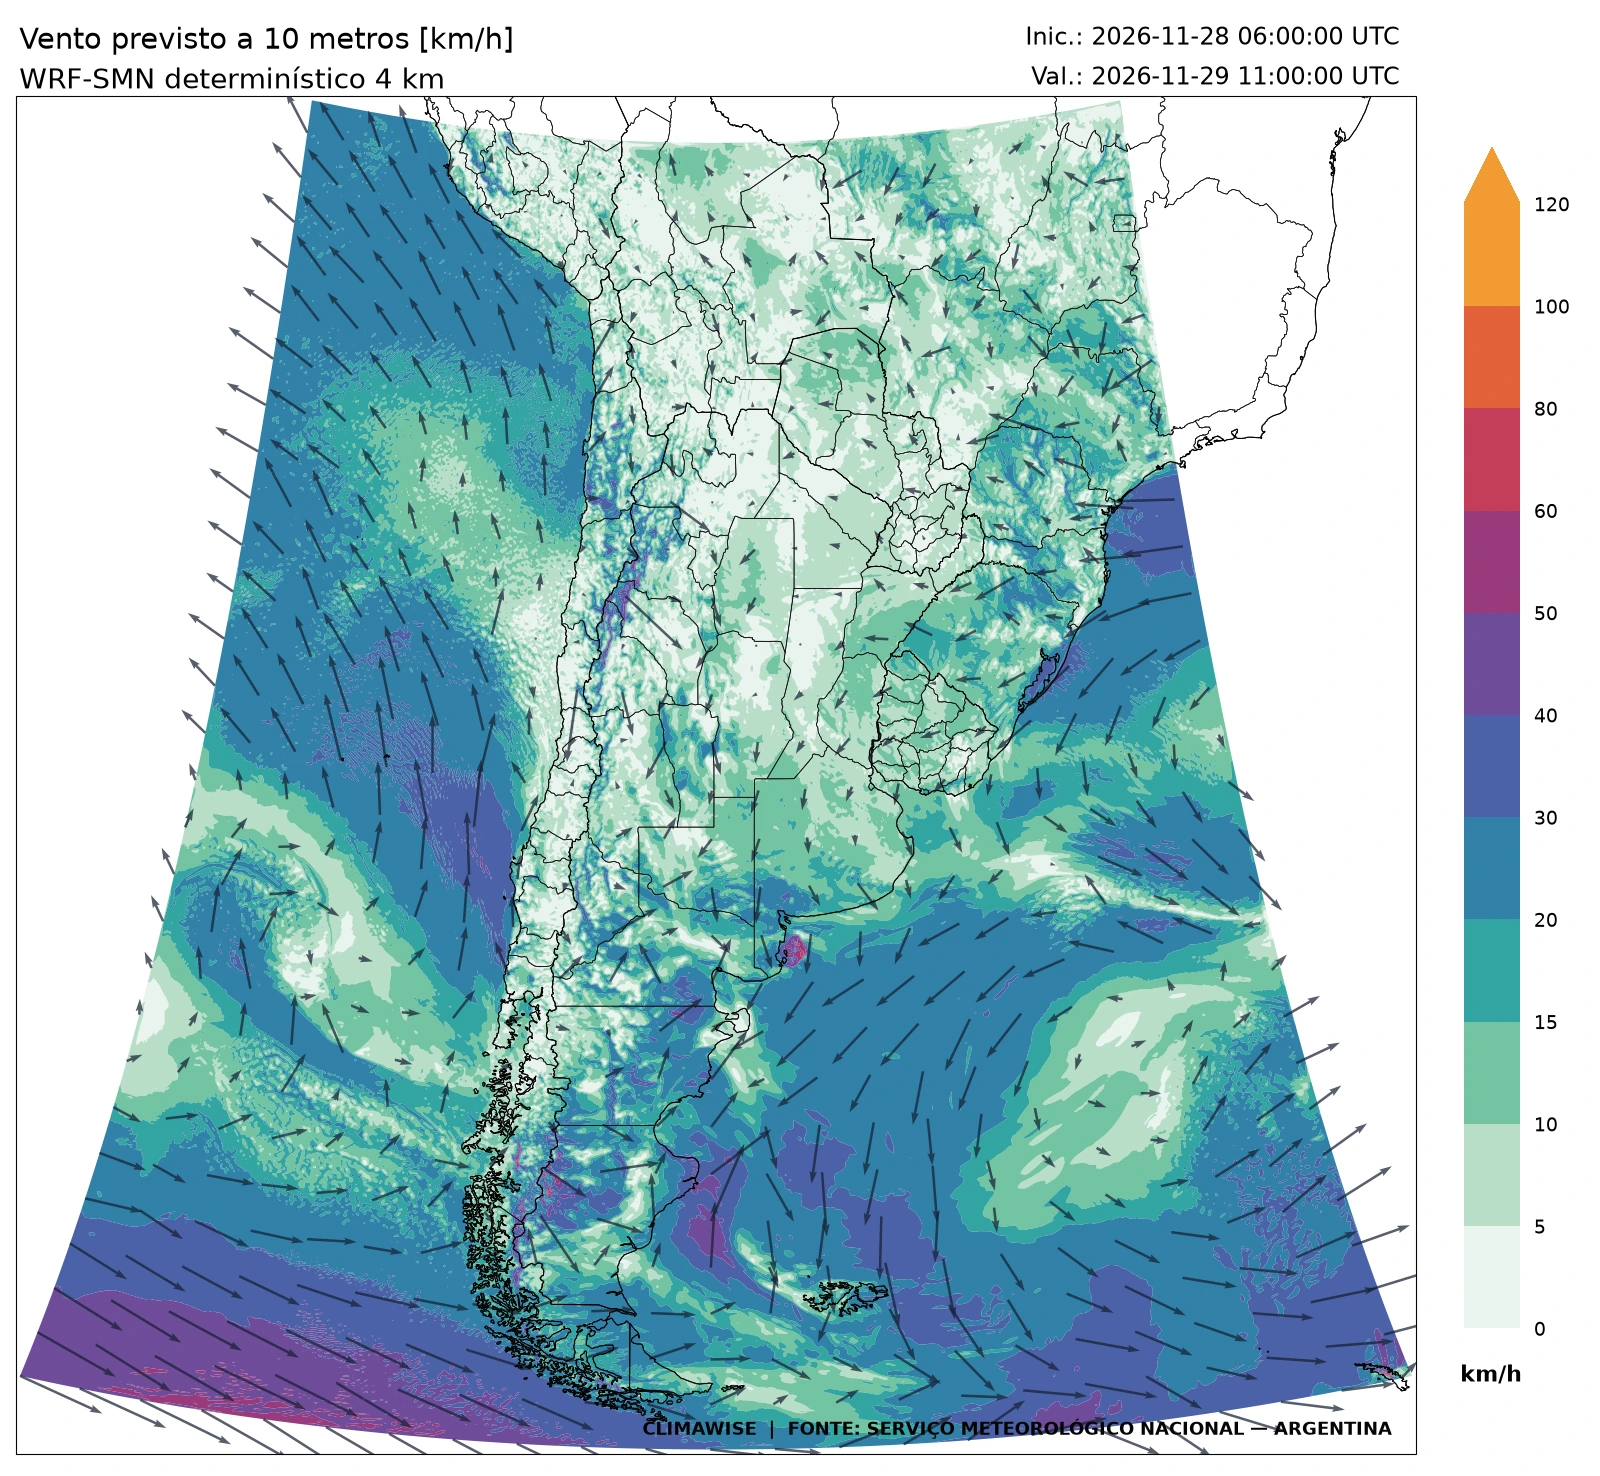 Vento previsto a 10 metros [km/h]
WRF-SMN determinístico 4 km
Inic.: 2026-11-28 06:00:00 UTC
Val.: 2026-11-29 11:00:00 UTC
120
100
80
60
50
40
30
20
15
10
5
0
km/h
CLIMAWISE | FONTE: SERVIÇO METEOROLÓGICO NACIONAL — ARGENTINA